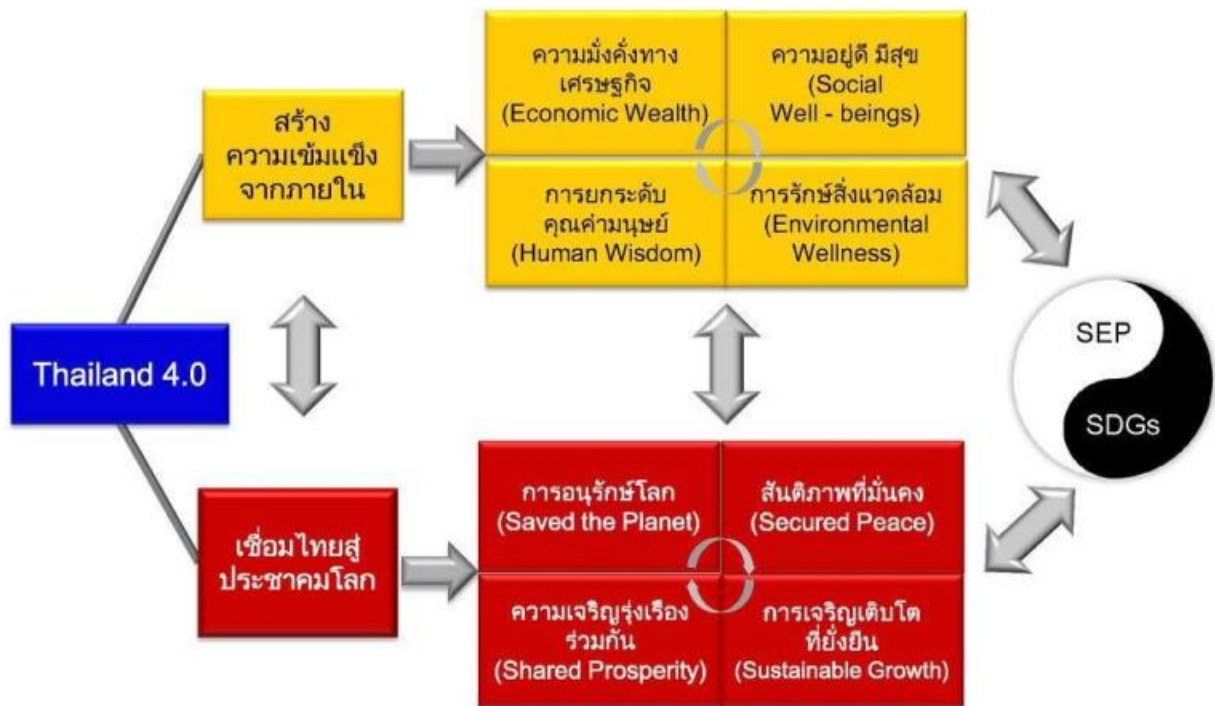 ความมั่งคั่งทาง
เศรษฐกิจ
(Economic Wealth)
ความอยู่ดี มีสุข
(Social
Well - beings)
สร้าง
ความเข้มแข็ง
จากภายใน
การยกระดับ
คุณค่ามนุษย์
(Human Wisdom)
การรักษ์สิ่งแวดล้อม
(Environmental
Wellness)
Thailand 4.0
SEP
SDGs
การอนุรักษ์โลก
(Saved the Planet)
สันติภาพที่มั่นคง
(Secured Peace)
เชื่อมไทยสู่
ประชาคมโลก
ความเจริญรุ่งเรือง
ร่วมกัน
(Shared Prosperity)
การเจริญเติบโต
ที่ยั่งยืน
(Sustainable Growth)